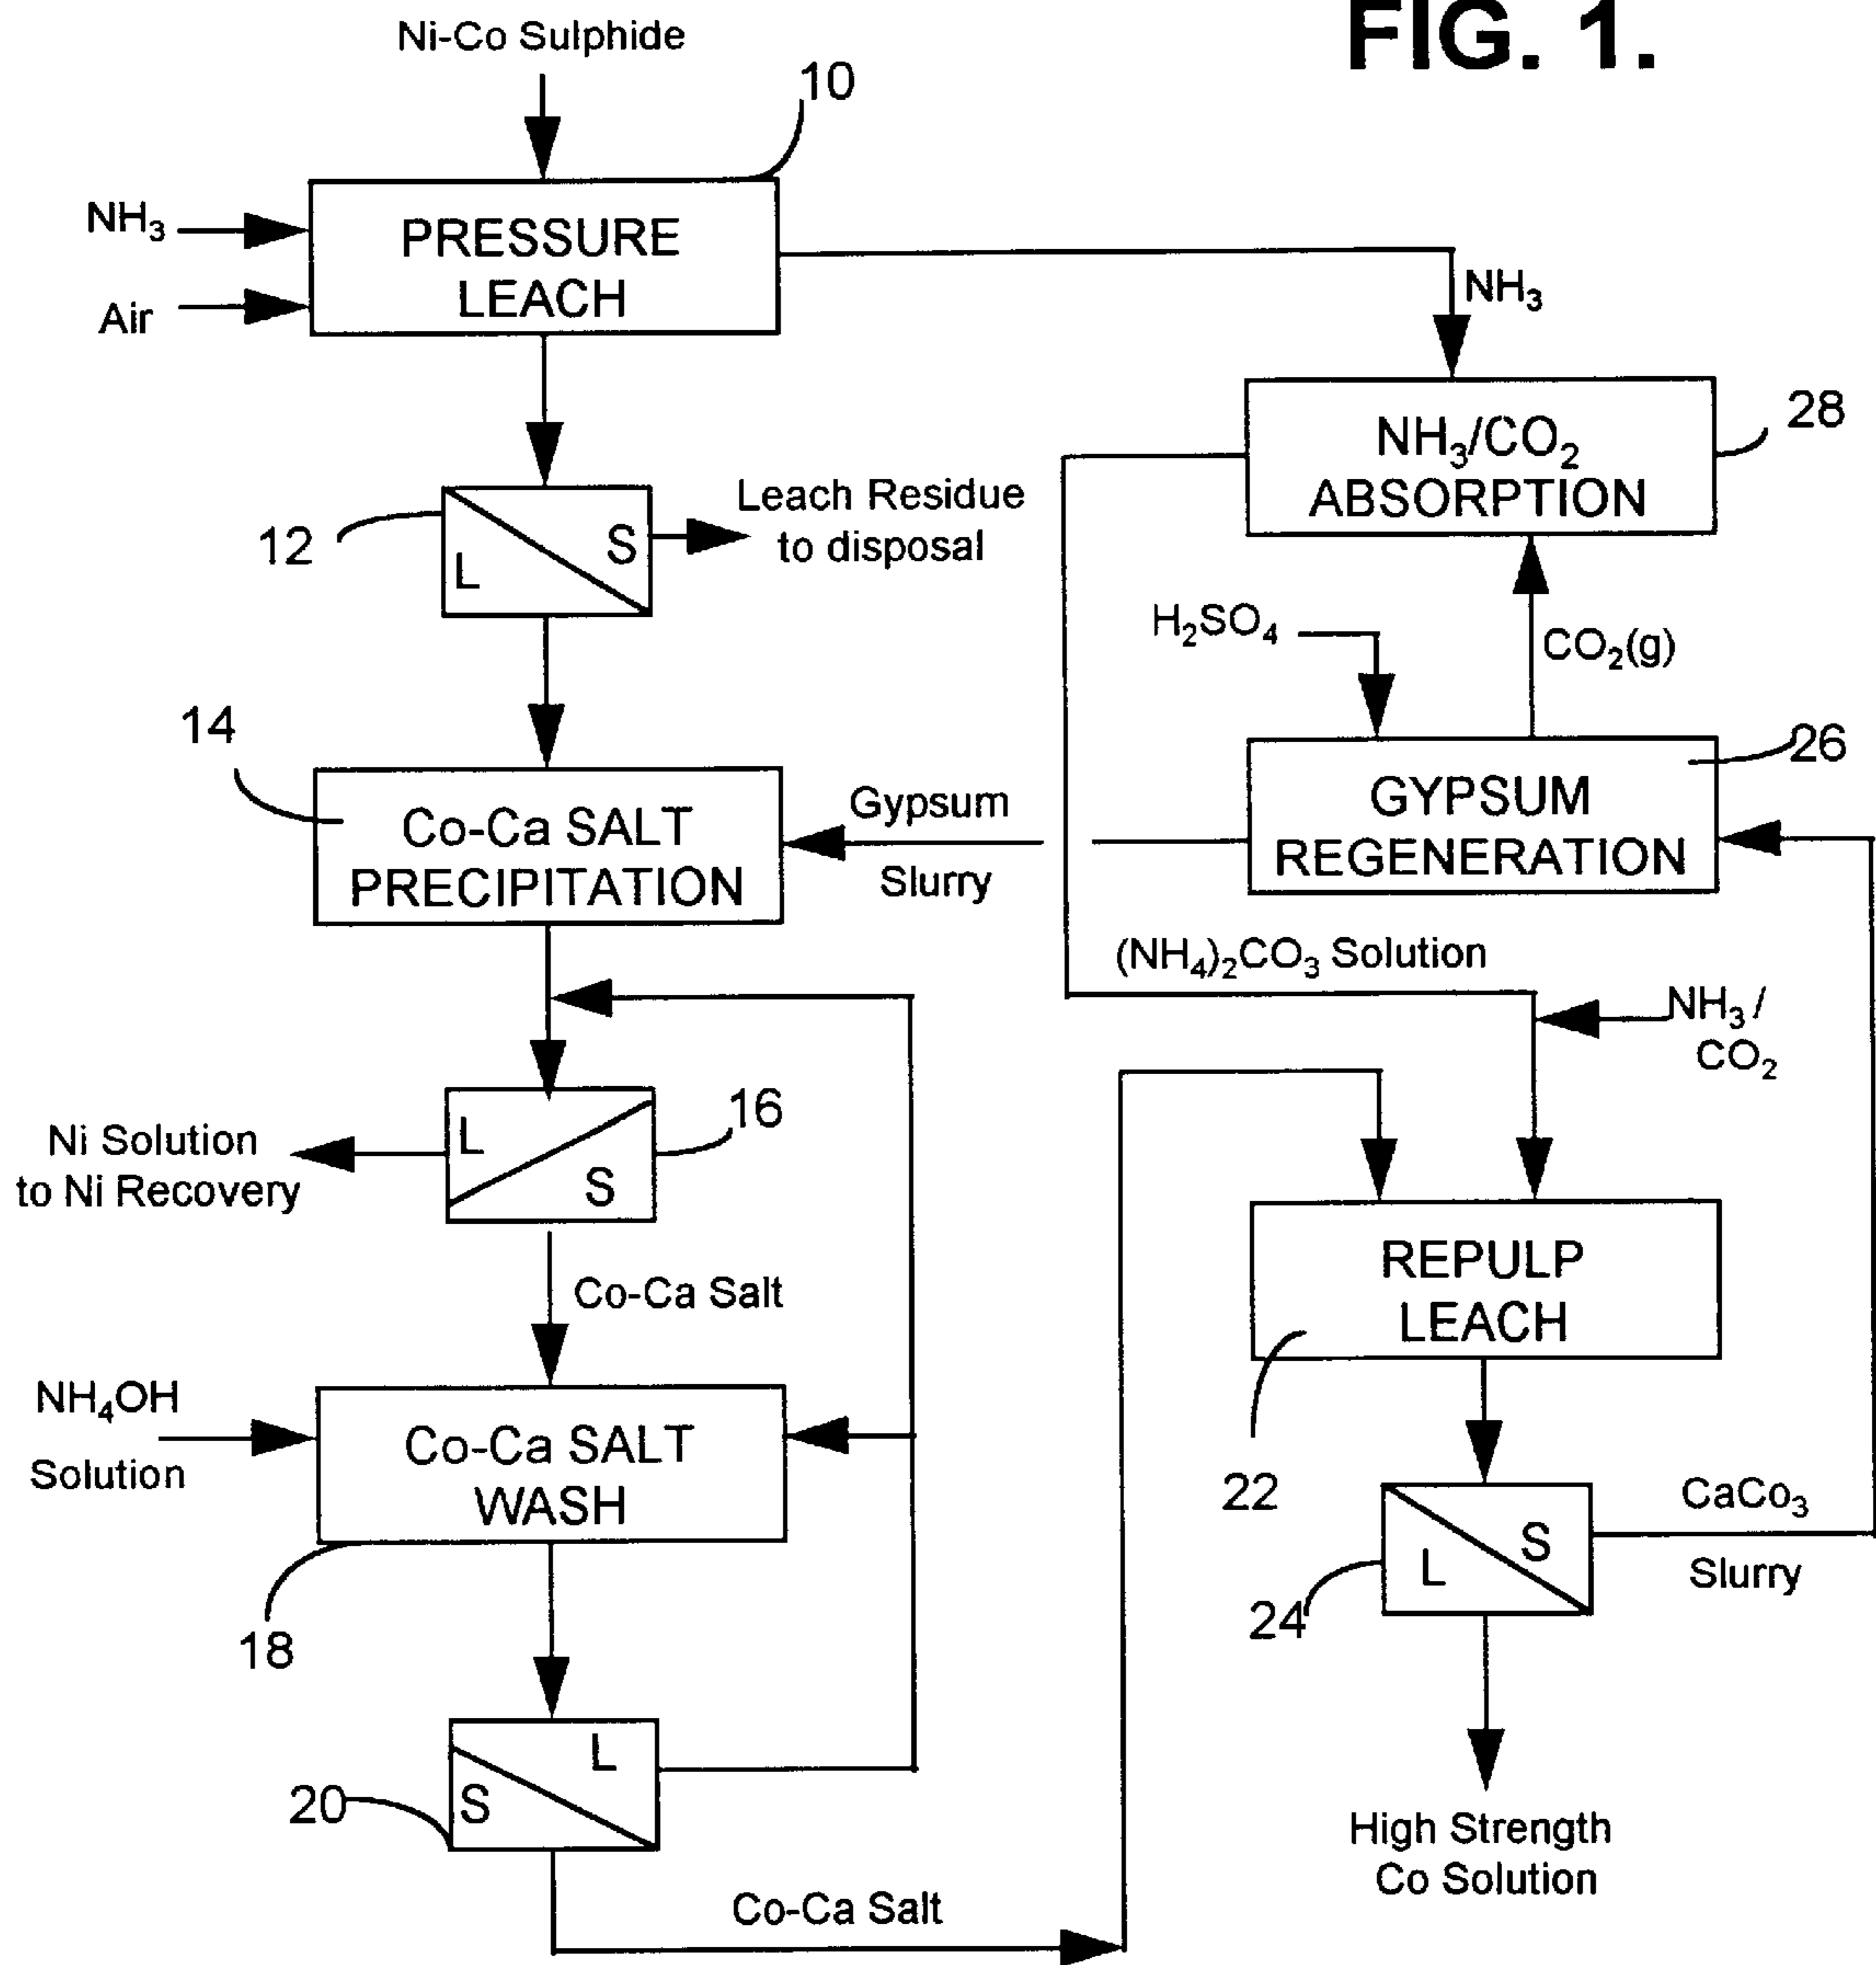 FIG. 1.
Ni-Co Sulphide
10
NH₃
Air
PRESSURE
LEACH
NH₃
12
L
S
Leach Residue
to disposal
NH₃/CO₂
ABSORPTION
28
H₂SO₄
CO₂(g)
14
Co-Ca SALT
PRECIPITATION
Gypsum
Slurry
GYPSUM
REGENERATION
26
(NH₄)₂CO₃ Solution
NH₃/
CO₂
Ni Solution
to Ni Recovery
L
S
16
Co-Ca Salt
REPULP
LEACH
22
NH₄OH
Solution
Co-Ca SALT
WASH
18
CaCo₃
Slurry
L
S
24
20
S
L
High Strength
Co Solution
Co-Ca Salt